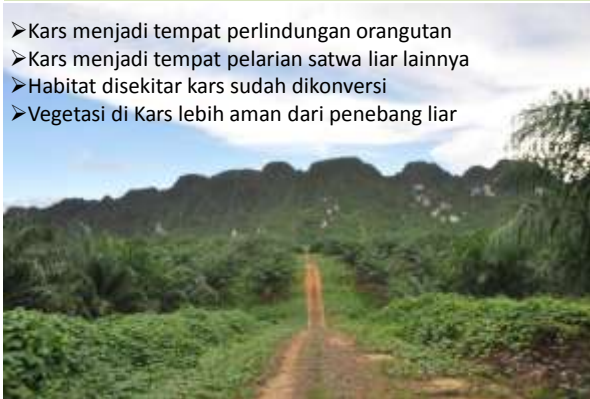 ➢Kars menjadi tempat perlindungan orangutan
➢Kars menjadi tempat pelarian satwa liar lainnya
➢Habitat disekitar kars sudah dikonversi
➢Vegetasi di Kars lebih aman dari penebang liar